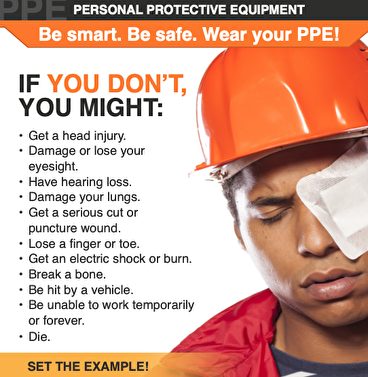 PPE
PERSONAL PROTECTIVE EQUIPMENT
Be smart. Be safe. Wear your PPE!
IF YOU DON'T,
YOU MIGHT:
• Get a head injury.
• Damage or lose your
eyesight.
• Have hearing loss.
• Damage your lungs.
• Get a serious cut or
puncture wound.
• Lose a finger or toe.
• Get an electric shock or burn.
• Break a bone.
• Be hit by a vehicle.
• Be unable to work temporarily
or forever.
• Die.
SET THE EXAMPLE!